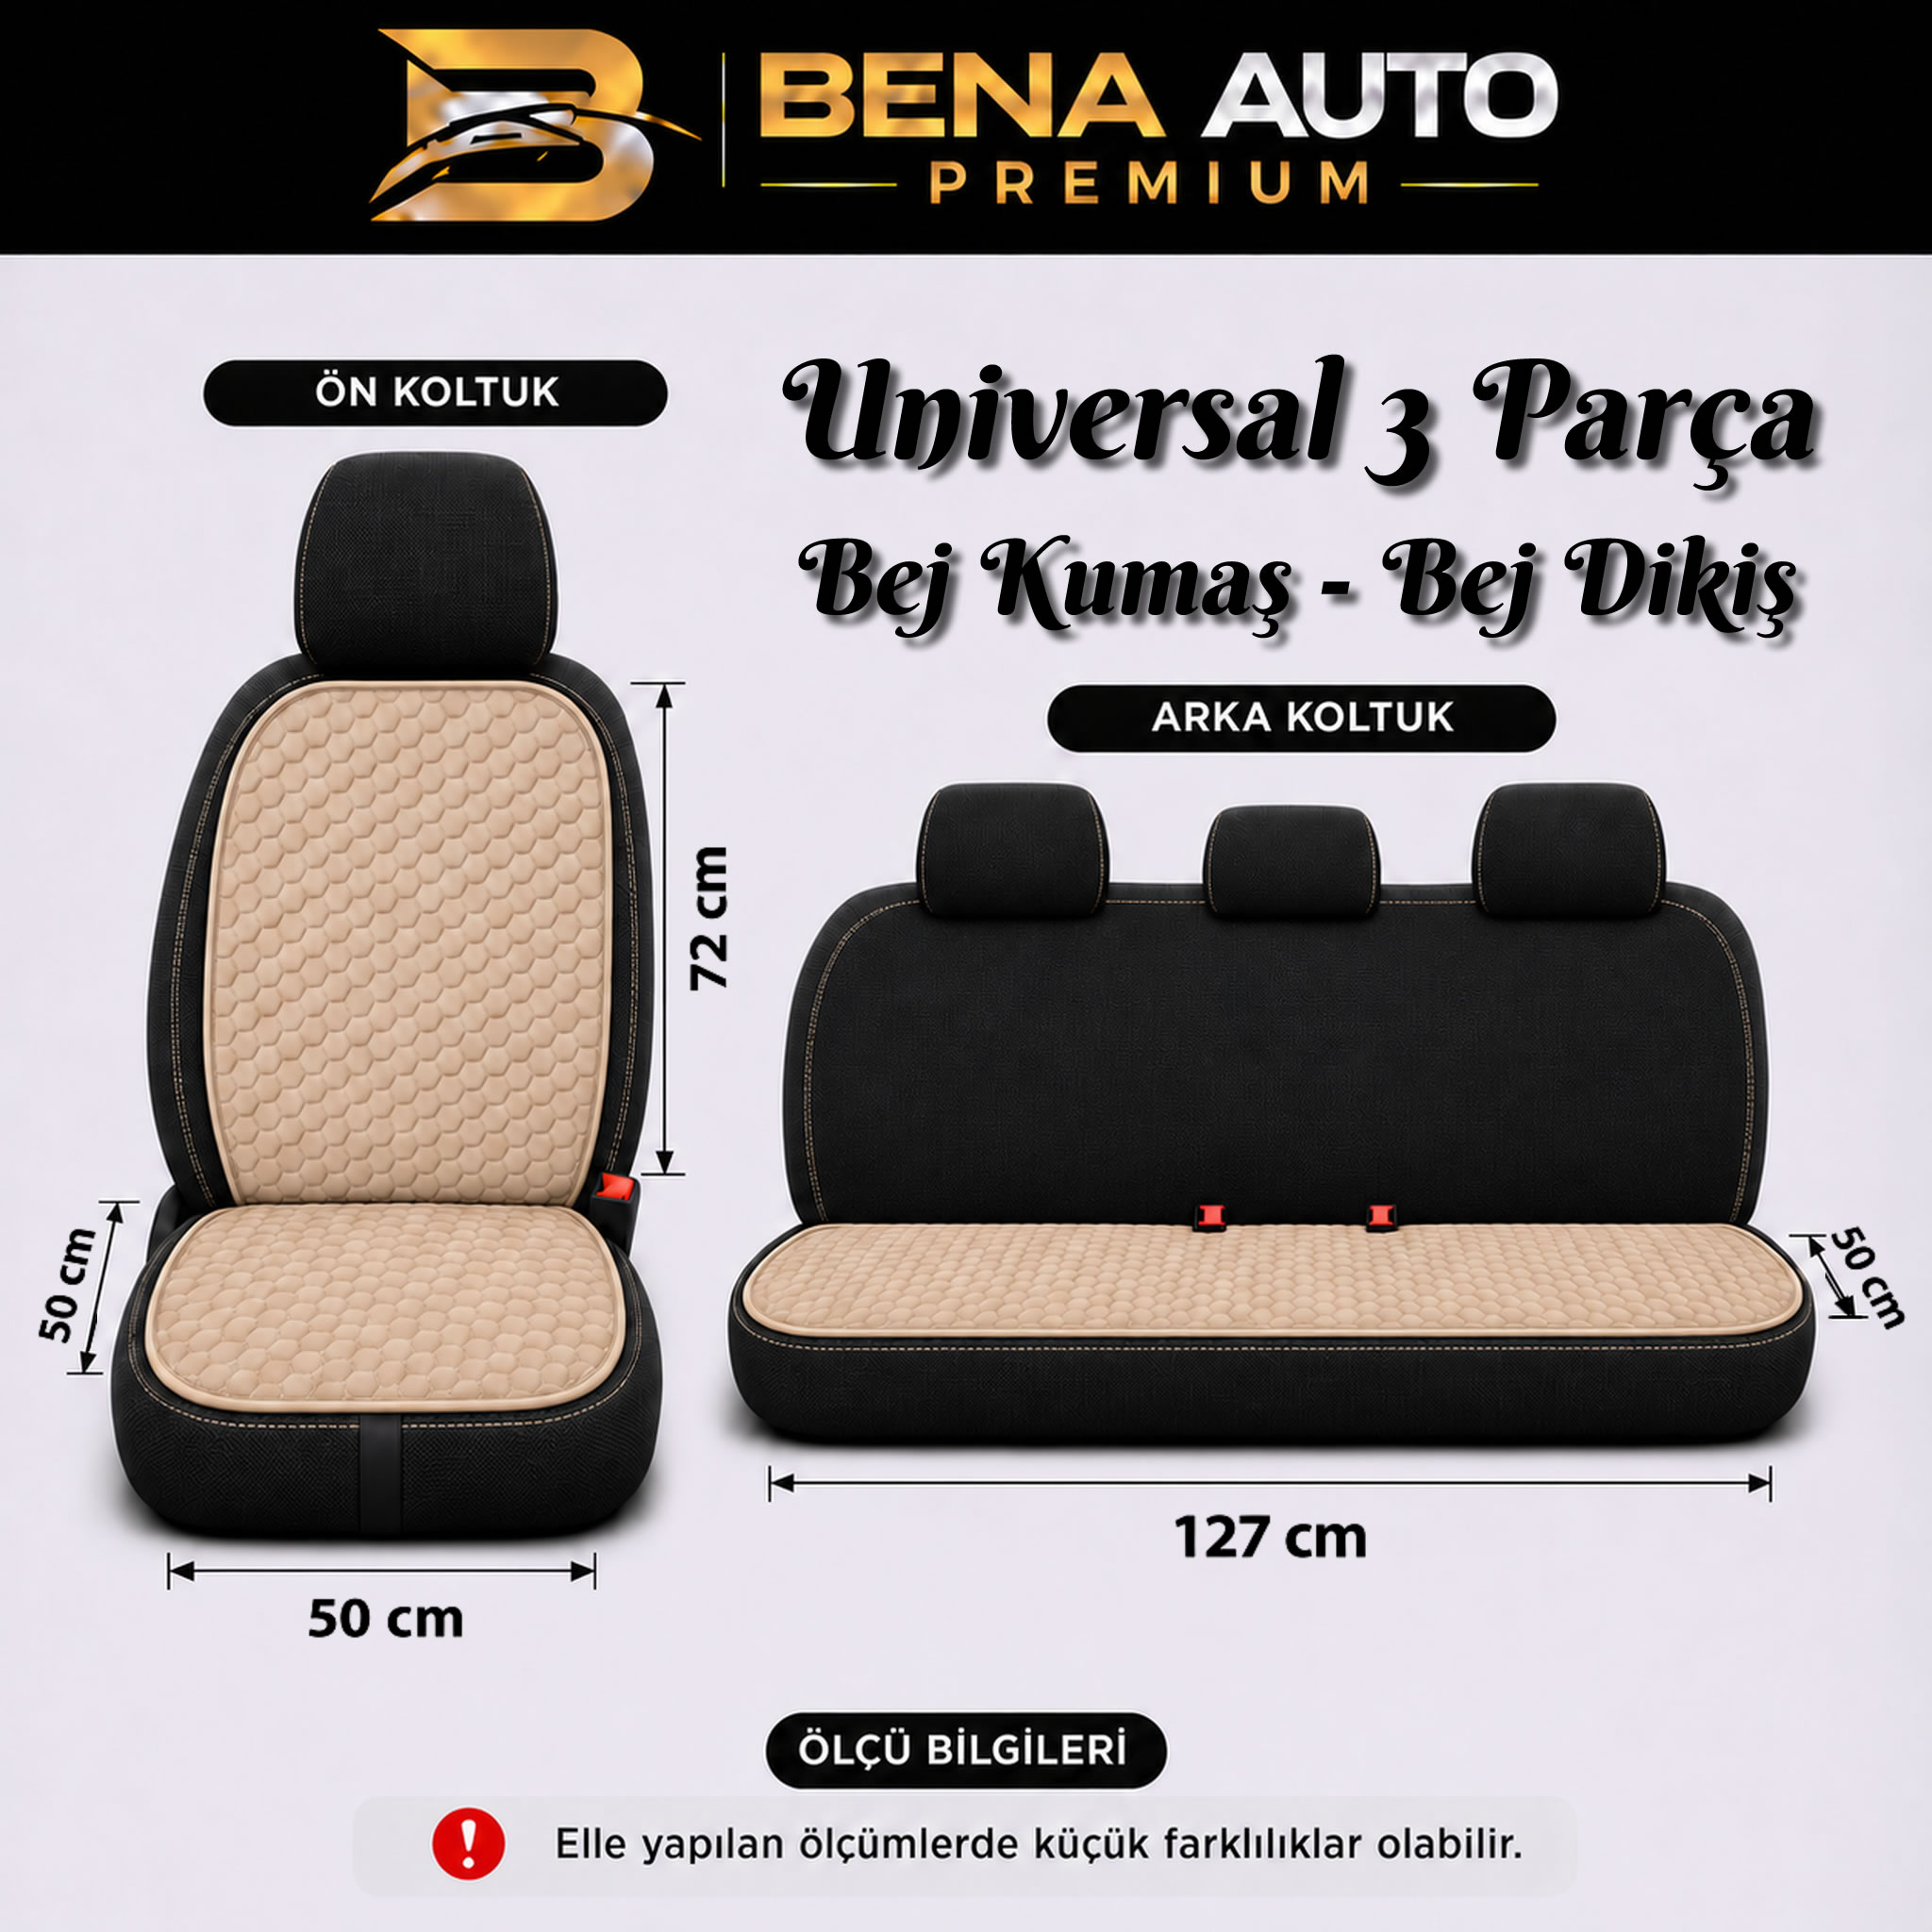 BENA AUTO
PREMIUM
ÖN KOLTUK
Universal 3 Parça
Bej Kumaş - Bej Dikiş
ARKA KOLTUK
72 cm
50 cm
50 cm
50 cm
127 cm
ÖLÇÜ BİLGİLERİ
! Elle yapılan ölçümlerde küçük farklılıklar olabilir.